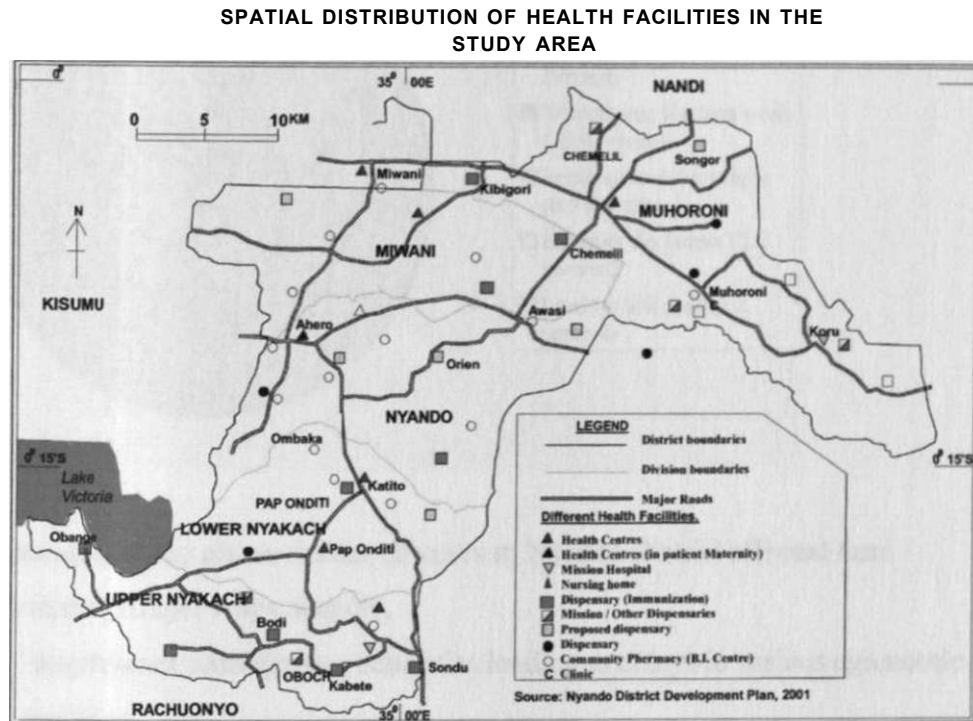 SPATIAL DISTRIBUTION OF HEALTH FACILITIES IN THE
STUDY AREA
0°
35° 00'E
NANDI
0 5 10 KM
CHEMELIL
Songor
Miwani
Kibigori
MUHORONI
N
MIWANI
Chemelil
KISUMU
Muhoroni
Ahero
Awasi
Koru
Orien
NYANDO
Ombaka
LEGEND
District boundaries
0° 15'S
0° 15'S
Lake
Victoria
Division boundaries
Katito
PAP ONDITI
Major Roads
LOWER NYAKACH
Different Health Facilities.
Obange
Pap Onditi
Health Centres
Health Centres (in patient Maternity)
Mission Hospital
Nursing home
UPPER NYAKACH
Dispensary (Immunization)
Mission / Other Dispensaries
Bodi
Proposed dispensary
Dispensary
OBOCH
Sondu
Community Pharmacy (B.I. Centre)
Kabete
C Clinic
Source: Nyando District Development Plan, 2001
RACHUONYO
35° 00'E